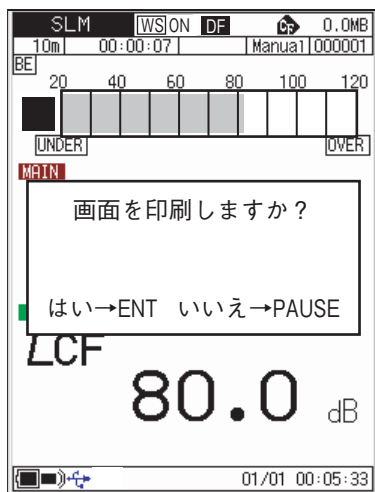 SLM WS ON DF CF 0.0MB
10m 00:00:07 Manual 000001
BE
20 40 60 80 100 120
UNDER OVER
MAIN
画面を印刷しますか？
はい→ENT いいえ→PAUSE
LCF
80.0 dB
01/01 00:05:33